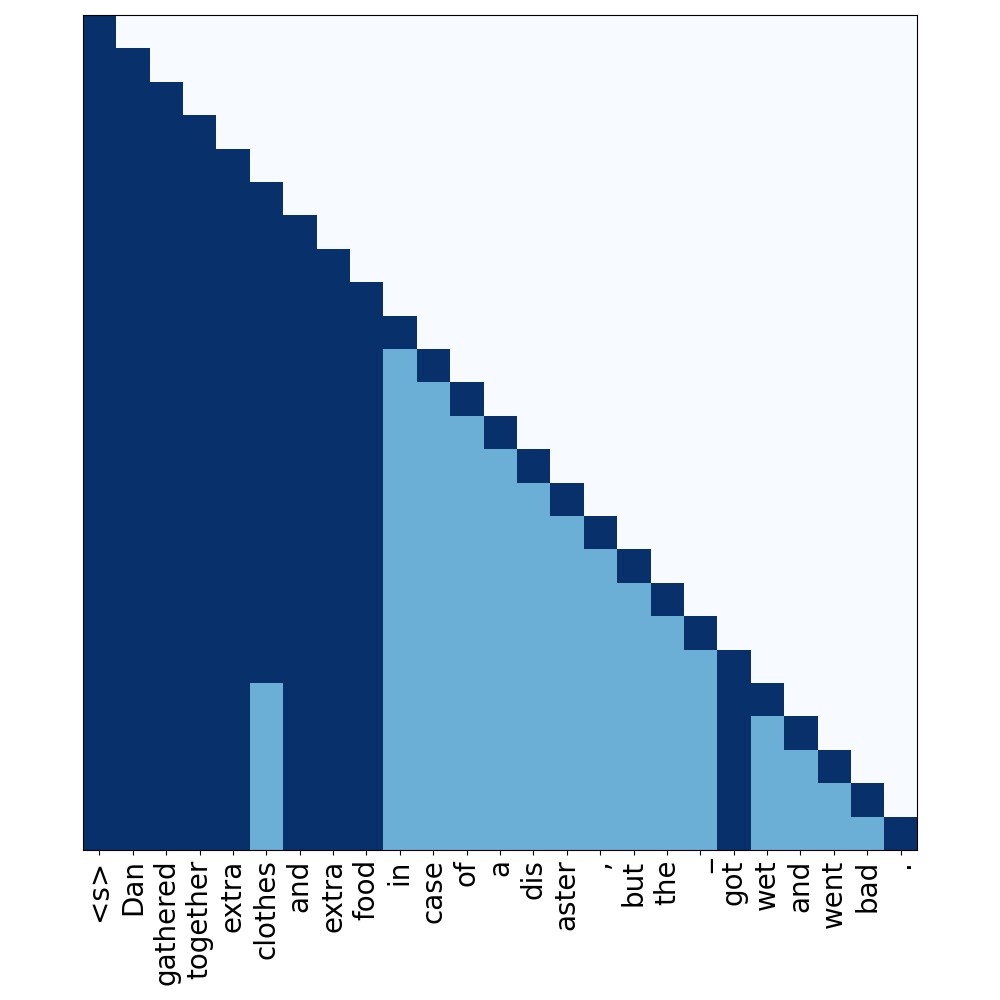 <s>
Dan
gathered
together
extra
clothes
and
extra
food
in
case
of
a
dis
aster
,
but
the
_
got
wet
and
went
bad
.